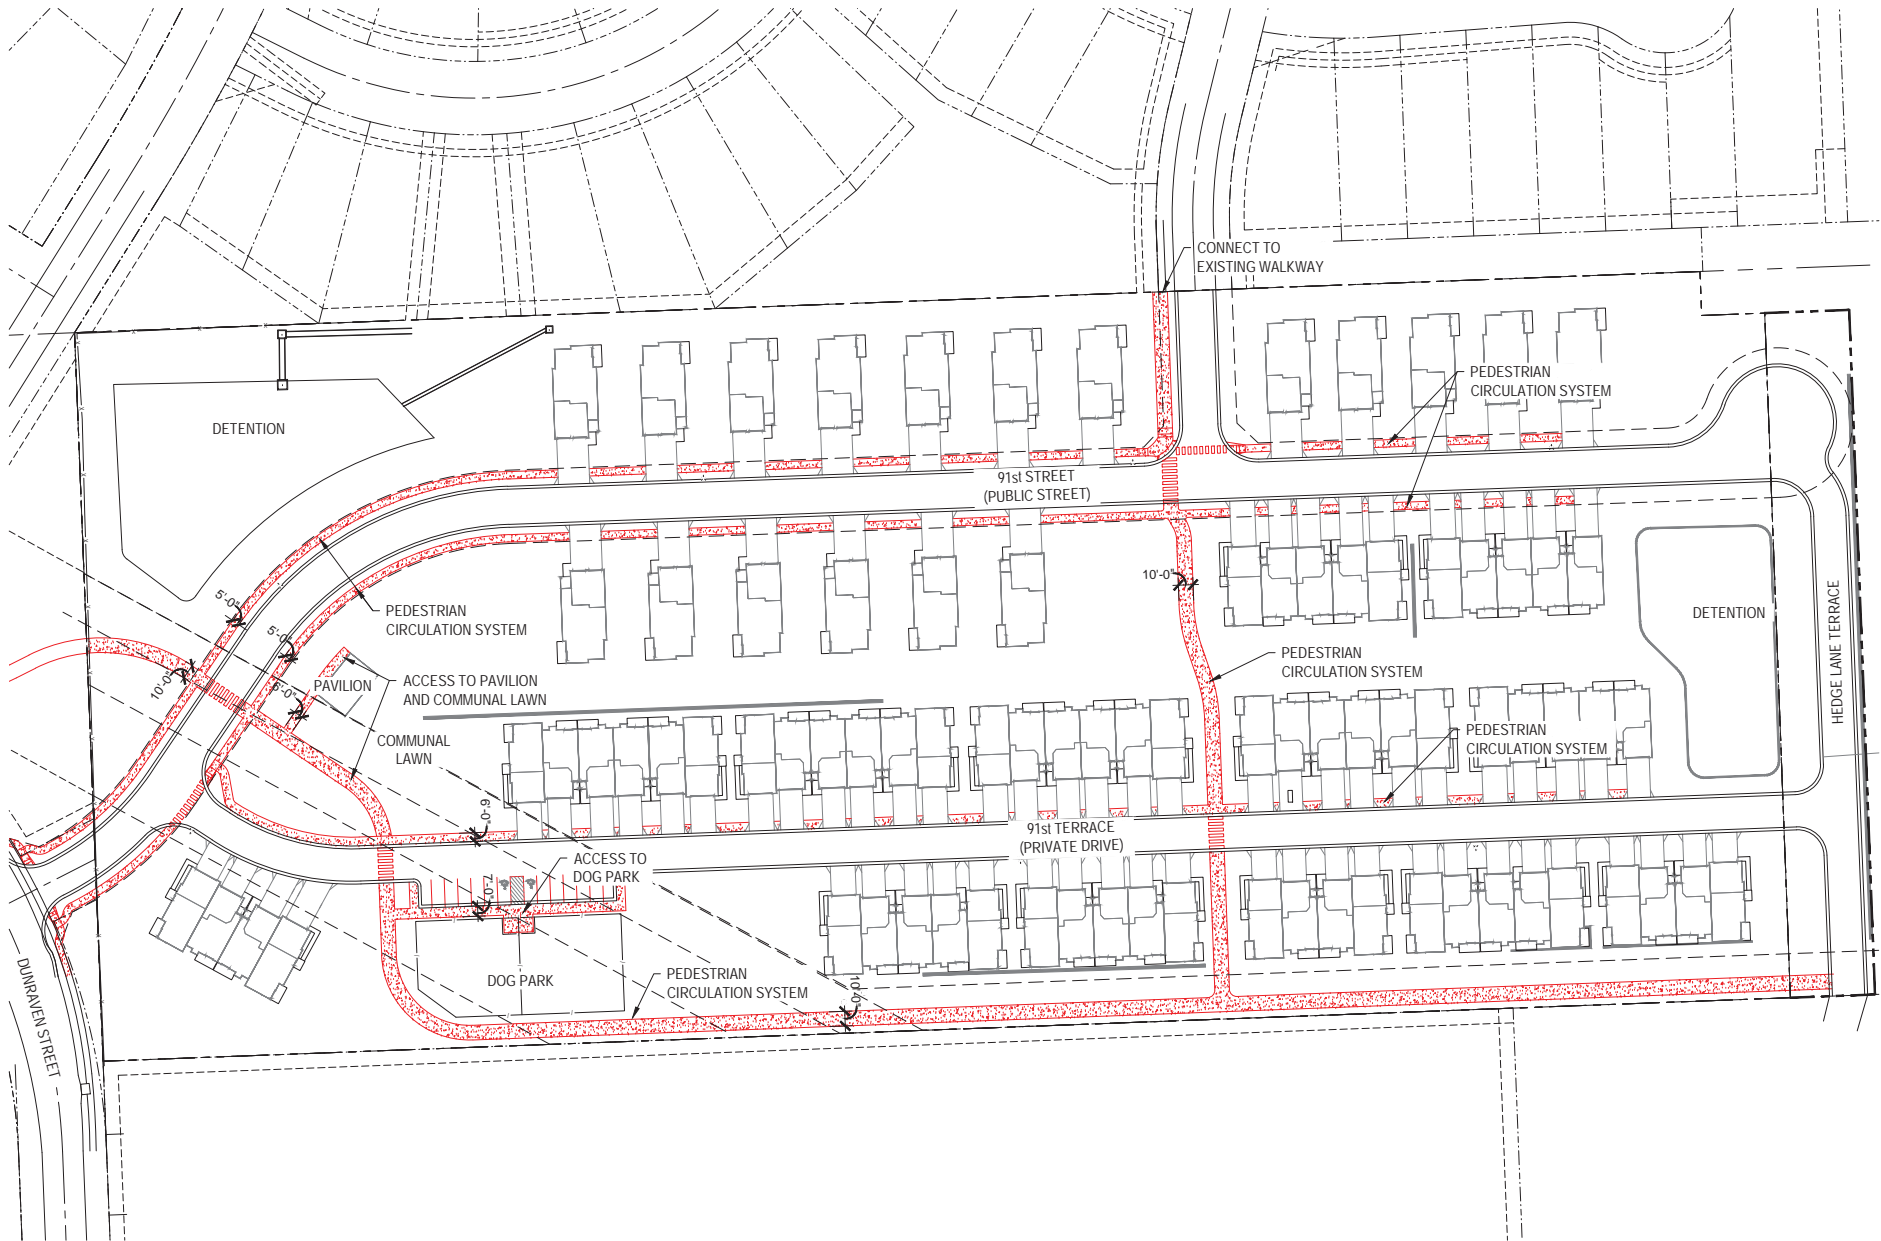 CONNECT TO
EXISTING WALKWAY
PEDESTRIAN
CIRCULATION SYSTEM
DETENTION
91st STREET
(PUBLIC STREET)
10'-0"
5'-0"
5'-0"
PEDESTRIAN
CIRCULATION SYSTEM
DETENTION
HEDGE LANE TERRACE
PEDESTRIAN
CIRCULATION SYSTEM
10'-0"
6'-0"
PAVILION
ACCESS TO PAVILION
AND COMMUNAL LAWN
COMMUNAL
LAWN
PEDESTRIAN
CIRCULATION SYSTEM
6'-0"
91st TERRACE
(PRIVATE DRIVE)
ACCESS TO
DOG PARK
7'-0"
DOG PARK
PEDESTRIAN
CIRCULATION SYSTEM
10'-0"
DUNRAVEN STREET